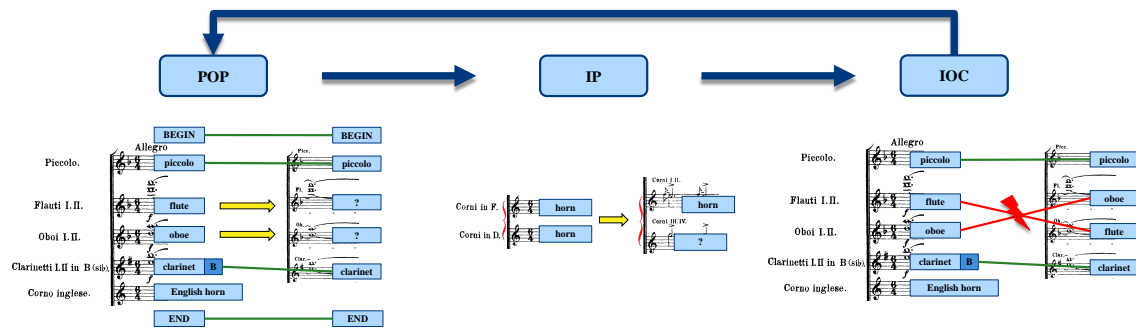 POP
IP
IOC
BEGIN
BEGIN
Allegro
Picc.
Piccolo.
piccolo
piccolo
Fl.
Flauti I. II.
flute
?
f
Ob.
Oboi I. II.
oboe
?
f
Clar.
Clarinetti I. II in B (sib).
clarinet
B
clarinet
Corno inglese.
English horn
END
END
Corni I II.
Corni in F.
horn
horn
Corni III. IV.
Corni in D.
horn
?
Allegro
Picc.
Piccolo.
piccolo
piccolo
Flauti I. II.
flute
oboe
f
Ob.
Oboi I. II.
oboe
flute
f
Clar.
Clarinetti I. II in B (sib).
clarinet
B
clarinet
Corno inglese.
English horn